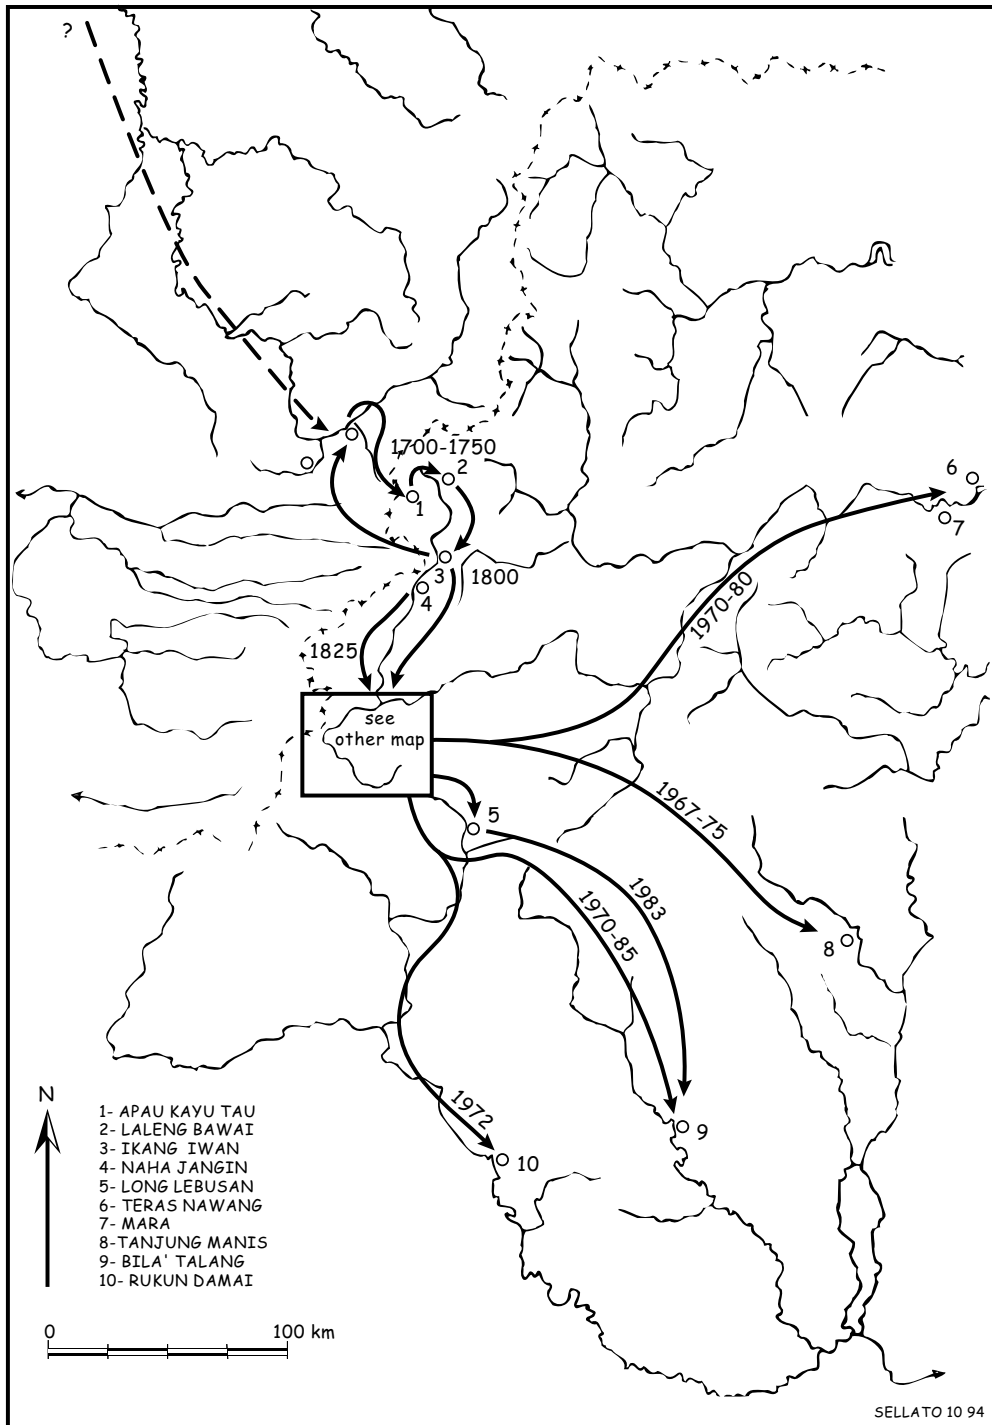 ?
1700-1750
2
1
6
7
3
1800
4
1970-80
1825
see
other map
1967-75
5
1983
1970-85
8
N
1972
9
10
1- APAU KAYU TAU
2- LALENG BAWAI
3- IKANG IWAN
4- NAHA JANGIN
5- LONG LEBUSAN
6- TERAS NAWANG
7- MARA
8-TANJUNG MANIS
9- BILA' TALANG
10- RUKUN DAMAI
0 100 km
SELLATO 10 94